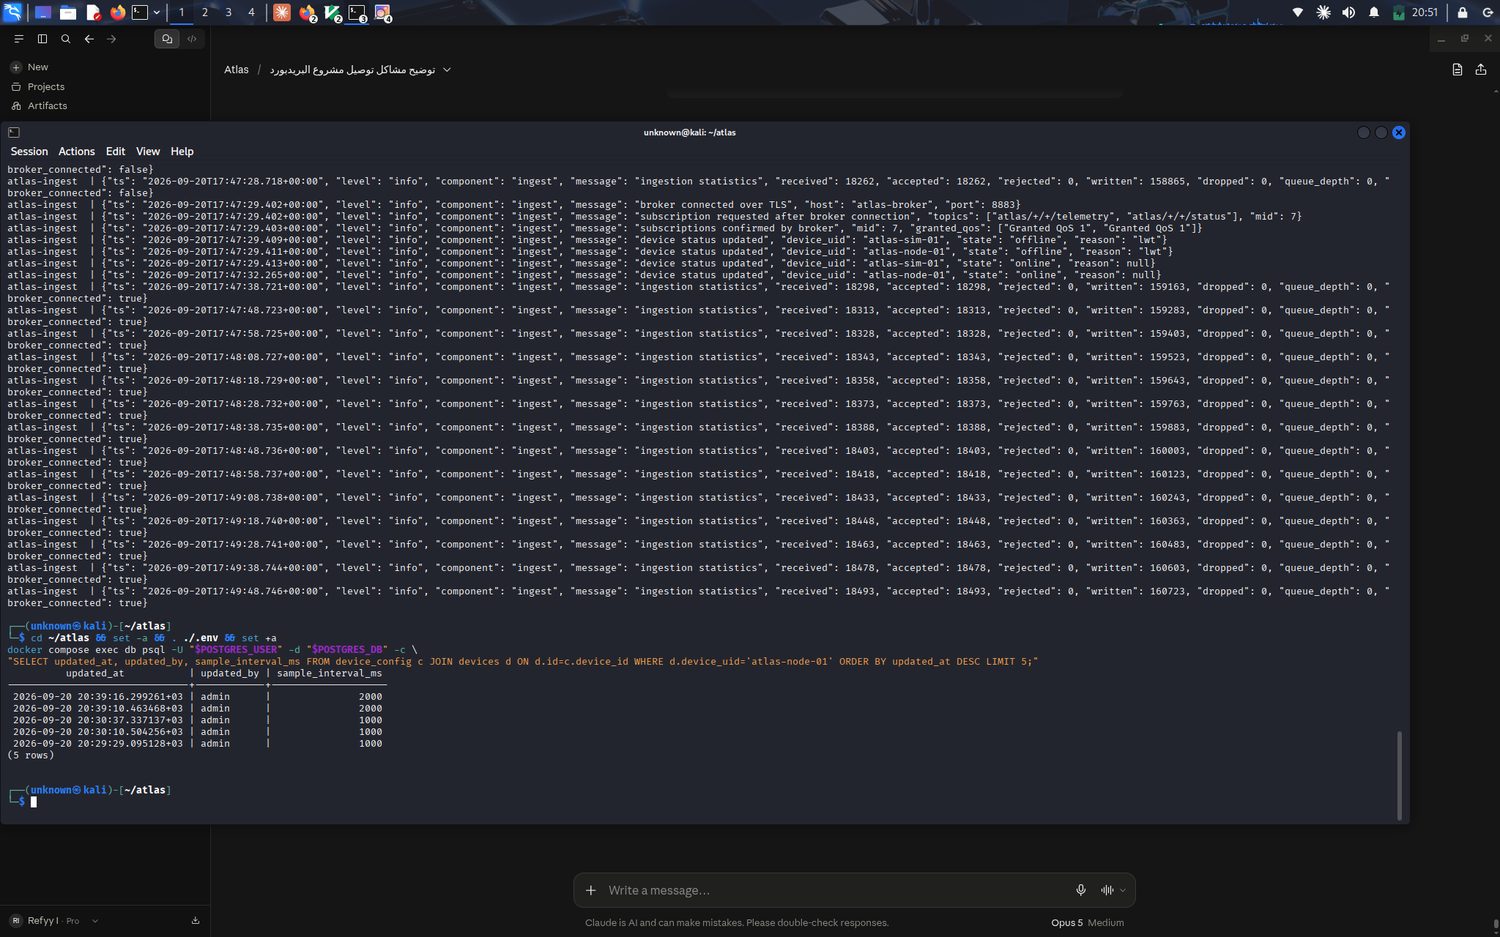 1 2 3 4 2 2 3 4 20:51
New
Projects
Artifacts
Atlas / توضيح مشاكل توصيل مشروع البريدبورد
unknown@kali: ~/atlas
Session Actions Edit View Help
broker_connected": false}
atlas-ingest | {"ts": "2026-09-20T17:47:28.718+00:00", "level": "info", "component": "ingest", "message": "ingestion statistics", "received": 18262, "accepted": 18262, "rejected": 0, "written": 158865, "dropped": 0, "queue_depth": 0, "
broker_connected": false}
atlas-ingest | {"ts": "2026-09-20T17:47:29.402+00:00", "level": "info", "component": "ingest", "message": "broker connected over TLS", "host": "atlas-broker", "port": 8883}
atlas-ingest | {"ts": "2026-09-20T17:47:29.402+00:00", "level": "info", "component": "ingest", "message": "subscription requested after broker connection", "topics": ["atlas/+/+/telemetry", "atlas/+/+/status"], "mid": 7}
atlas-ingest | {"ts": "2026-09-20T17:47:29.403+00:00", "level": "info", "component": "ingest", "message": "subscriptions confirmed by broker", "mid": 7, "granted_qos": ["Granted QoS 1", "Granted QoS 1"]}
atlas-ingest | {"ts": "2026-09-20T17:47:29.409+00:00", "level": "info", "component": "ingest", "message": "device status updated", "device_uid": "atlas-sim-01", "state": "offline", "reason": "lwt"}
atlas-ingest | {"ts": "2026-09-20T17:47:29.411+00:00", "level": "info", "component": "ingest", "message": "device status updated", "device_uid": "atlas-node-01", "state": "offline", "reason": "lwt"}
atlas-ingest | {"ts": "2026-09-20T17:47:29.413+00:00", "level": "info", "component": "ingest", "message": "device status updated", "device_uid": "atlas-sim-01", "state": "online", "reason": null}
atlas-ingest | {"ts": "2026-09-20T17:47:32.265+00:00", "level": "info", "component": "ingest", "message": "device status updated", "device_uid": "atlas-node-01", "state": "online", "reason": null}
atlas-ingest | {"ts": "2026-09-20T17:47:38.721+00:00", "level": "info", "component": "ingest", "message": "ingestion statistics", "received": 18298, "accepted": 18298, "rejected": 0, "written": 159163, "dropped": 0, "queue_depth": 0, "
broker_connected": true}
atlas-ingest | {"ts": "2026-09-20T17:47:48.723+00:00", "level": "info", "component": "ingest", "message": "ingestion statistics", "received": 18313, "accepted": 18313, "rejected": 0, "written": 159283, "dropped": 0, "queue_depth": 0, "
broker_connected": true}
atlas-ingest | {"ts": "2026-09-20T17:47:58.725+00:00", "level": "info", "component": "ingest", "message": "ingestion statistics", "received": 18328, "accepted": 18328, "rejected": 0, "written": 159403, "dropped": 0, "queue_depth": 0, "
broker_connected": true}
atlas-ingest | {"ts": "2026-09-20T17:48:08.727+00:00", "level": "info", "component": "ingest", "message": "ingestion statistics", "received": 18343, "accepted": 18343, "rejected": 0, "written": 159523, "dropped": 0, "queue_depth": 0, "
broker_connected": true}
atlas-ingest | {"ts": "2026-09-20T17:48:18.729+00:00", "level": "info", "component": "ingest", "message": "ingestion statistics", "received": 18358, "accepted": 18358, "rejected": 0, "written": 159643, "dropped": 0, "queue_depth": 0, "
broker_connected": true}
atlas-ingest | {"ts": "2026-09-20T17:48:28.732+00:00", "level": "info", "component": "ingest", "message": "ingestion statistics", "received": 18373, "accepted": 18373, "rejected": 0, "written": 159763, "dropped": 0, "queue_depth": 0, "
broker_connected": true}
atlas-ingest | {"ts": "2026-09-20T17:48:38.735+00:00", "level": "info", "component": "ingest", "message": "ingestion statistics", "received": 18388, "accepted": 18388, "rejected": 0, "written": 159883, "dropped": 0, "queue_depth": 0, "
broker_connected": true}
atlas-ingest | {"ts": "2026-09-20T17:48:48.736+00:00", "level": "info", "component": "ingest", "message": "ingestion statistics", "received": 18403, "accepted": 18403, "rejected": 0, "written": 160003, "dropped": 0, "queue_depth": 0, "
broker_connected": true}
atlas-ingest | {"ts": "2026-09-20T17:48:58.737+00:00", "level": "info", "component": "ingest", "message": "ingestion statistics", "received": 18418, "accepted": 18418, "rejected": 0, "written": 160123, "dropped": 0, "queue_depth": 0, "
broker_connected": true}
atlas-ingest | {"ts": "2026-09-20T17:49:08.738+00:00", "level": "info", "component": "ingest", "message": "ingestion statistics", "received": 18433, "accepted": 18433, "rejected": 0, "written": 160243, "dropped": 0, "queue_depth": 0, "
broker_connected": true}
atlas-ingest | {"ts": "2026-09-20T17:49:18.740+00:00", "level": "info", "component": "ingest", "message": "ingestion statistics", "received": 18448, "accepted": 18448, "rejected": 0, "written": 160363, "dropped": 0, "queue_depth": 0, "
broker_connected": true}
atlas-ingest | {"ts": "2026-09-20T17:49:28.741+00:00", "level": "info", "component": "ingest", "message": "ingestion statistics", "received": 18463, "accepted": 18463, "rejected": 0, "written": 160483, "dropped": 0, "queue_depth": 0, "
broker_connected": true}
atlas-ingest | {"ts": "2026-09-20T17:49:38.744+00:00", "level": "info", "component": "ingest", "message": "ingestion statistics", "received": 18478, "accepted": 18478, "rejected": 0, "written": 160603, "dropped": 0, "queue_depth": 0, "
broker_connected": true}
atlas-ingest | {"ts": "2026-09-20T17:49:48.746+00:00", "level": "info", "component": "ingest", "message": "ingestion statistics", "received": 18493, "accepted": 18493, "rejected": 0, "written": 160723, "dropped": 0, "queue_depth": 0, "
broker_connected": true}
┌──(unknown㉿kali)-[~/atlas]
└─$ cd ~/atlas && set -a && . ./.env && set +a
docker compose exec db psql -U "$POSTGRES_USER" -d "$POSTGRES_DB" -c \
"SELECT updated_at, updated_by, sample_interval_ms FROM device_config c JOIN devices d ON d.id=c.device_id WHERE d.device_uid='atlas-node-01' ORDER BY updated_at DESC LIMIT 5;"
updated_at | updated_by | sample_interval_ms
2026-09-20 20:39:16.299261+03 | admin | 2000
2026-09-20 20:39:10.463468+03 | admin | 2000
2026-09-20 20:30:37.337137+03 | admin | 1000
2026-09-20 20:30:10.504256+03 | admin | 1000
2026-09-20 20:29:29.095128+03 | admin | 1000
(5 rows)
┌──(unknown㉿kali)-[~/atlas]
└─$
Write a message...
RI Refyy I · Pro
Claude is AI and can make mistakes. Please double-check responses.
Opus 5 Medium